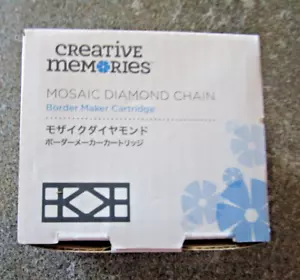 CREATIVE
MEMORIES™
MOSAIC DIAMOND CHAIN
Border Maker Cartridge
モザイクダイヤモンド
ボーダーメーカーカートリッジ